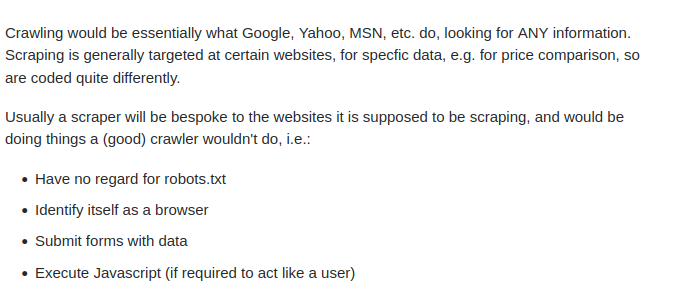 Crawling would be essentially what Google, Yahoo, MSN, etc. do, looking for ANY information.
Scraping is generally targeted at certain websites, for specfic data, e.g. for price comparison, so
are coded quite differently.
Usually a scraper will be bespoke to the websites it is supposed to be scraping, and would be
doing things a (good) crawler wouldn't do, i.e.:
• Have no regard for robots.txt
• Identify itself as a browser
• Submit forms with data
• Execute Javascript (if required to act like a user)